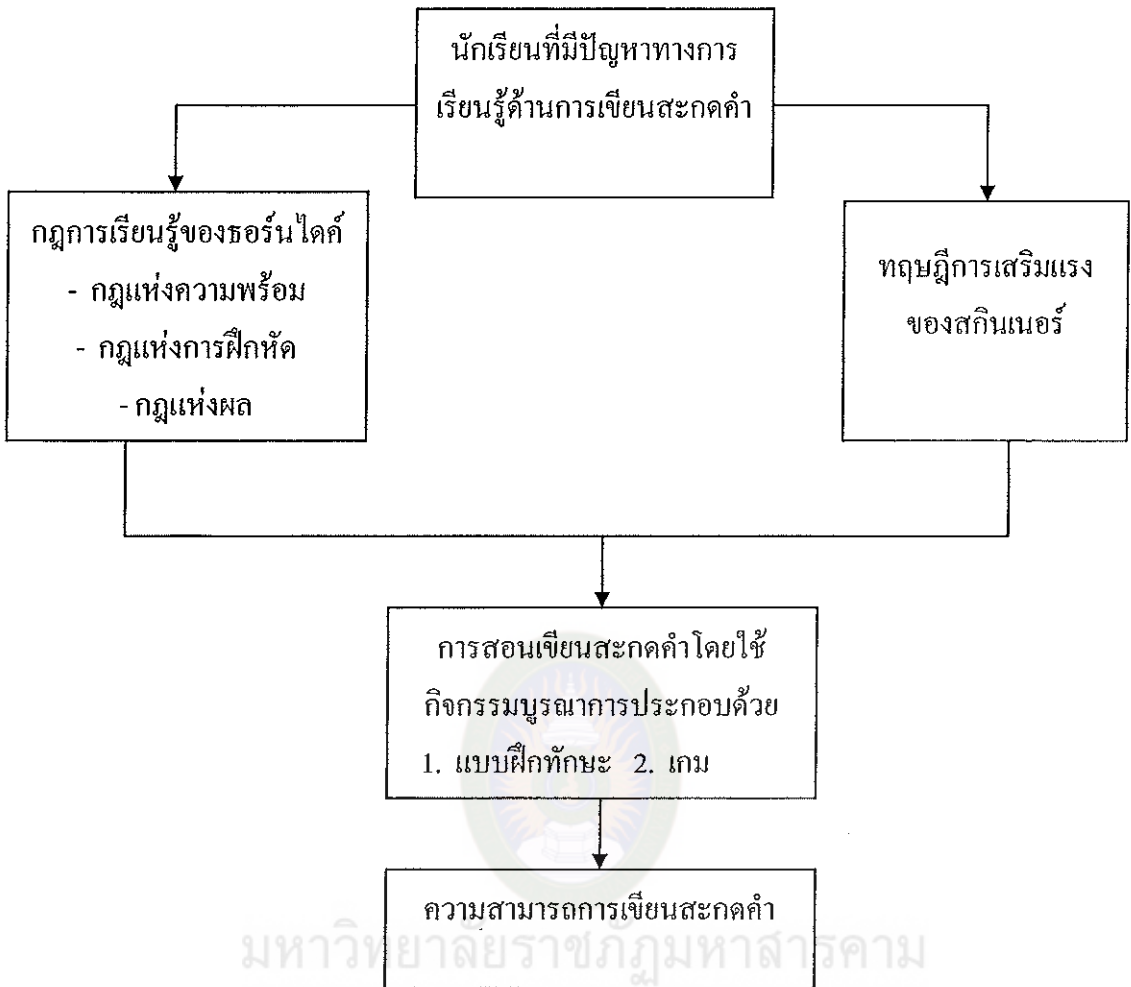 นักเรียนที่มีปัญหาทางการ
เรียนรู้ด้านการเขียนสะกดคำ
กฎการเรียนรู้ของธอร์นไดค์
- กฎแห่งความพร้อม
- กฎแห่งการฝึกหัด
- กฎแห่งผล
ทฤษฎีการเสริมแรง
ของสกินเนอร์
การสอนเขียนสะกดคำโดยใช้
กิจกรรมบูรณาการประกอบด้วย
1. แบบฝึกทักษะ 2. เกม
ความสามารถการเขียนสะกดคำ
มหาวิทยาลัยราชภัฏมหาสารคาม